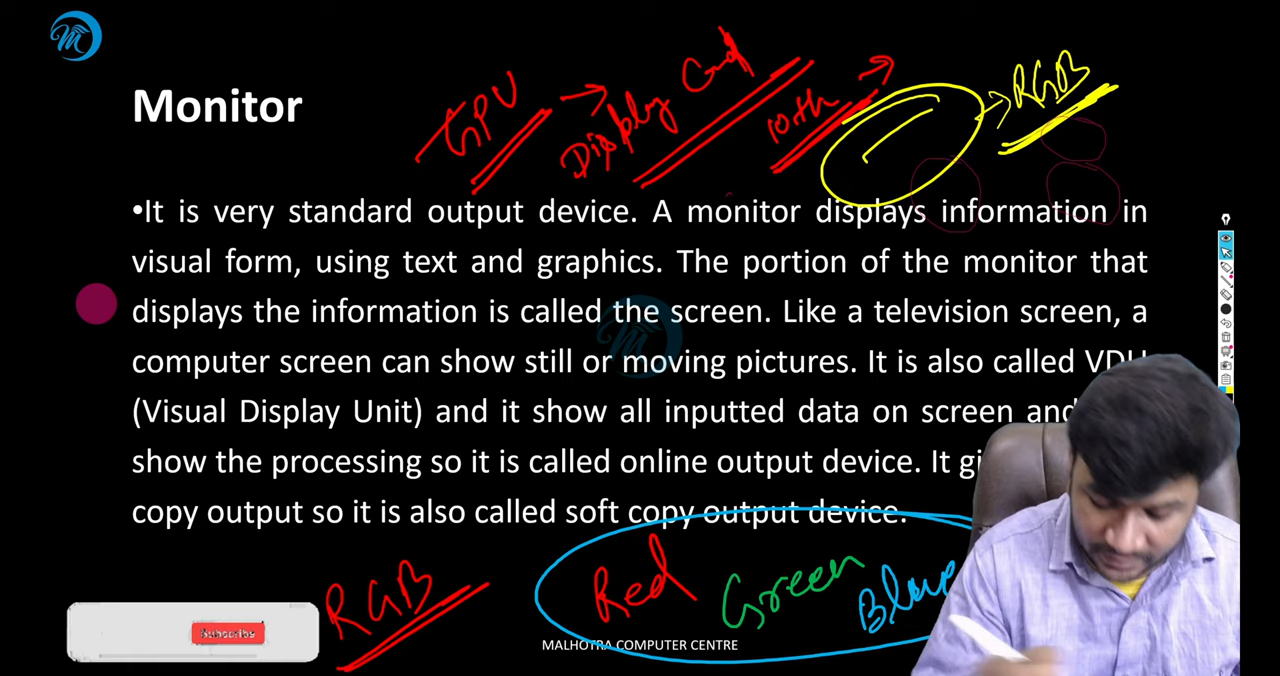 Monitor
GPU → Display Card
10th →
→ RGB
•It is very standard output device. A monitor displays information in
visual form, using text and graphics. The portion of the monitor that
displays the information is called the screen. Like a television screen, a
computer screen can show still or moving pictures. It is also called VDU
(Visual Display Unit) and it show all inputted data on screen and
show the processing so it is called online output device. It
copy output so it is also called soft copy output device.
RGB
Red Green Blue
Subscribe
MALHOTRA COMPUTER CENTRE